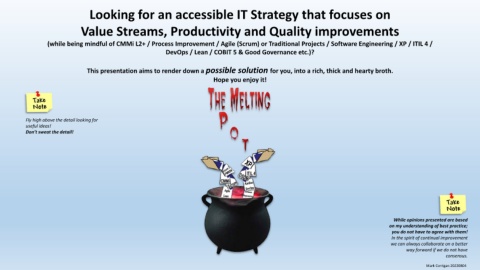 Looking for an accessible IT Strategy that focuses on
Value Streams, Productivity and Quality improvements
(while being mindful of CMMi L2+ / Process Improvement / Agile (Scrum) or Traditional Projects / Software Engineering / XP / ITIL 4 /
DevOps / Lean / COBIT 5 & Good Governance etc.)?
This presentation aims to render down a possible solution for you, into a rich, thick and hearty broth.
Hope you enjoy it!
Take
Note
Fly high above the detail looking for
useful ideas!
Don't sweat the detail!
THE MELTING
POT
Take
Note
While opinions presented are based
on my understanding of best practice;
you do not have to agree with them!
In the spirit of continual improvement
we can always collaborate on a better
way forward if we do not have
consensus.